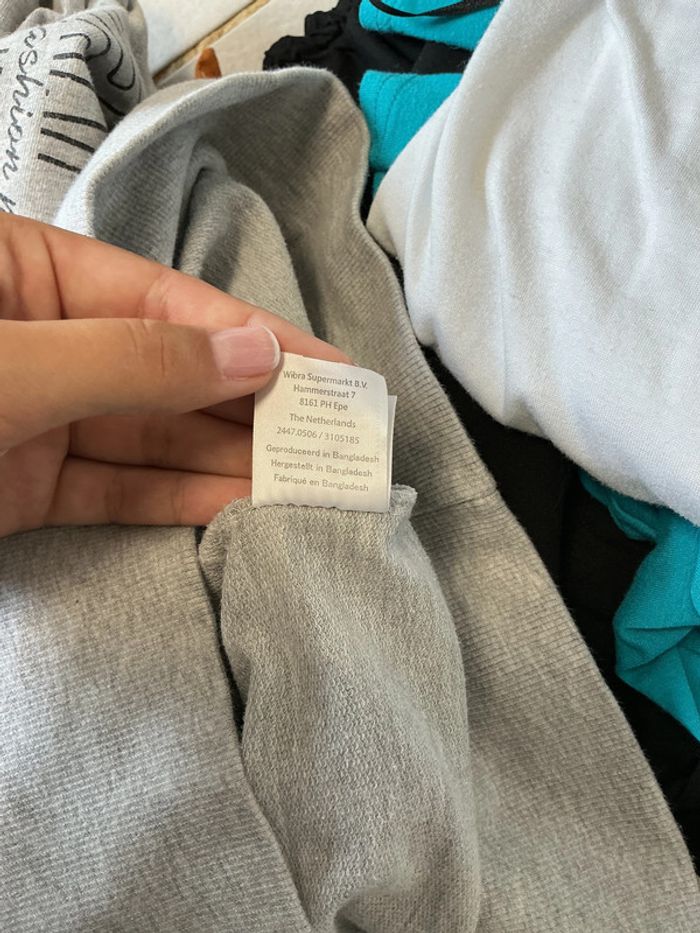 ashion
Wibra Supermarkt B.V.
Hammerstraat 7
8161 PH Epe
The Netherlands
2447.0506 / 3105185
Geproduceerd in Bangladesh
Hergestellt in Bangladesh
Fabriqué en Bangladesh